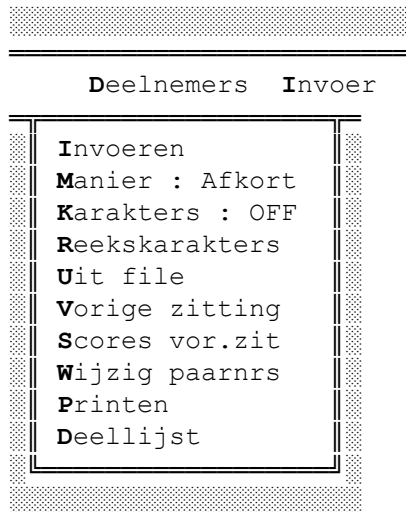 Deelnemers Invoer
Invoeren
Manier : Afkort
Karakters : OFF
Reekskarakters
Uit file
Vorige zitting
Scores vor.zit
Wijzig paarnrs
Printen
Deellijst